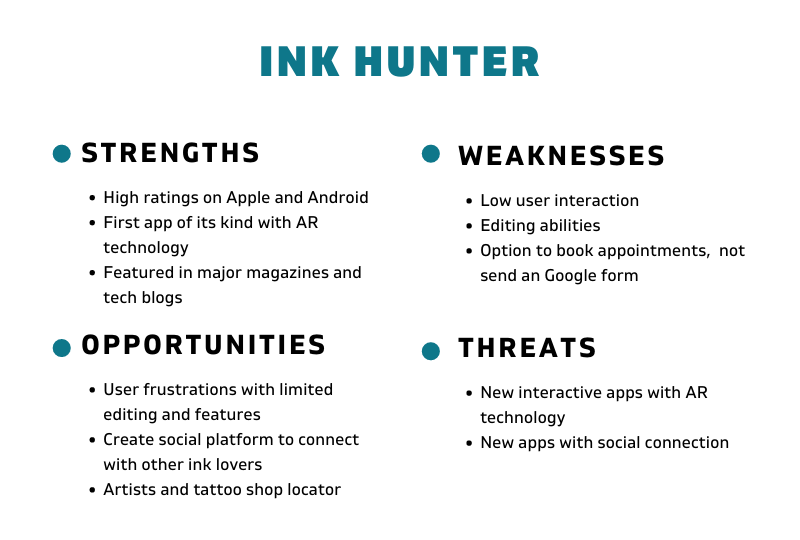 INK HUNTER
STRENGTHS
• High ratings on Apple and Android
• First app of its kind with AR
technology
• Featured in major magazines and
tech blogs
WEAKNESSES
• Low user interaction
• Editing abilities
• Option to book appointments,  not
send an Google form
OPPORTUNITIES
• User frustrations with limited
editing and features
• Create social platform to connect
with other ink lovers
• Artists and tattoo shop locator
THREATS
• New interactive apps with AR
technology
• New apps with social connection